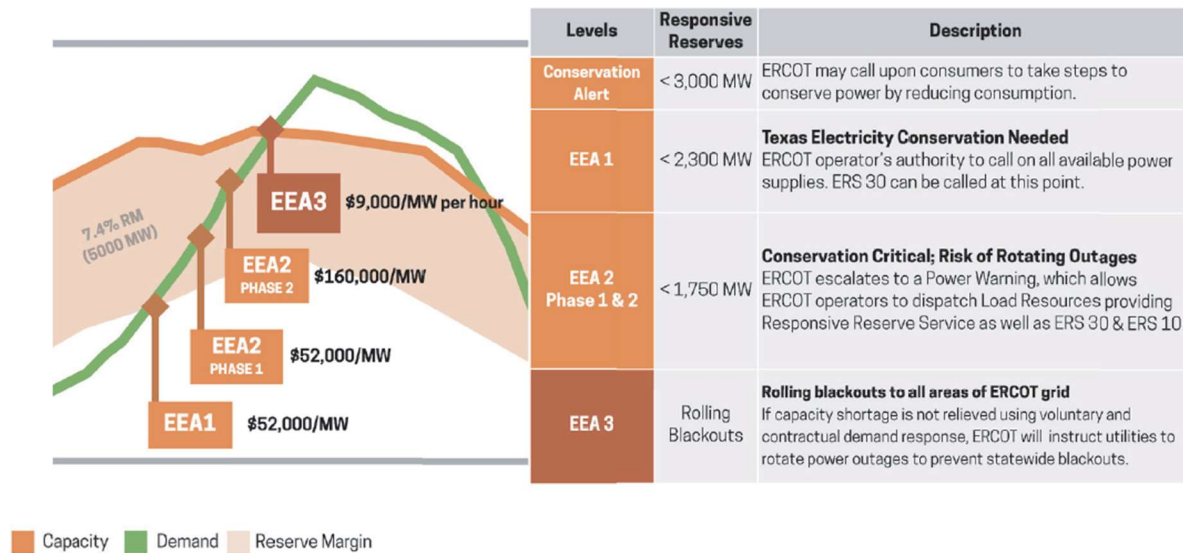 7.4% RM
(5000 MW)
EEA3
$9,000/MW per hour
EEA2
PHASE 2
$160,000/MW
EEA2
PHASE 1
$52,000/MW
EEA1
$52,000/MW
Capacity
Demand
Reserve Margin
Levels
Responsive
Reserves
Description
Conservation
Alert
< 3,000 MW
ERCOT may call upon consumers to take steps to
conserve power by reducing consumption.
EEA 1
< 2,300 MW
Texas Electricity Conservation Needed
ERCOT operator's authority to call on all available power
supplies. ERS 30 can be called at this point.
EEA 2
Phase 1 & 2
< 1,750 MW
Conservation Critical; Risk of Rotating Outages
ERCOT escalates to a Power Warning, which allows
ERCOT operators to dispatch Load Resources providing
Responsive Reserve Service as well as ERS 30 & ERS 10
EEA 3
Rolling
Blackouts
Rolling blackouts to all areas of ERCOT grid
If capacity shortage is not relieved using voluntary and
contractual demand response, ERCOT will instruct utilities to
rotate power outages to prevent statewide blackouts.